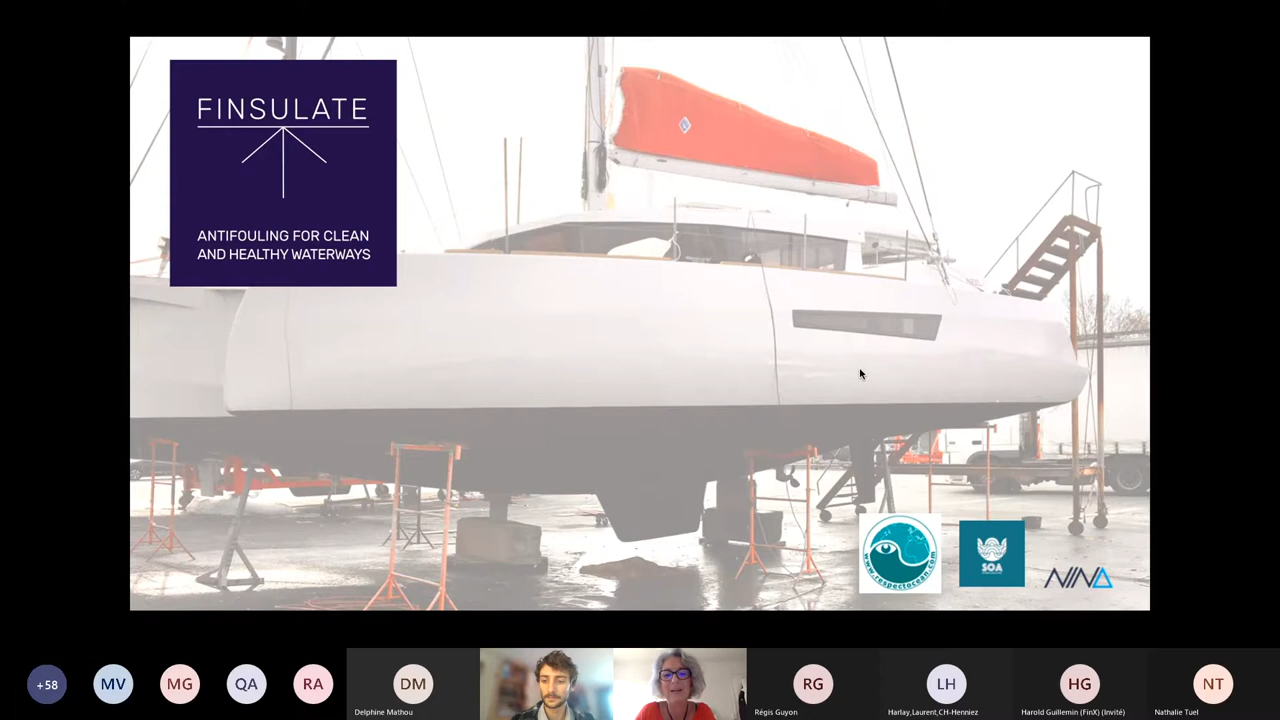 FINSULATE
ANTIFOULING FOR CLEAN
AND HEALTHY WATERWAYS
www.respectocean.com
SOA
NINA
+58
MV
MG
QA
RA
DM
Delphine Mathou
RG
Régis Guyon
LH
Harlay,Laurent,CH-Henniez
HG
Harold Guillemin (FinX) (Invité)
NT
Nathalie Tuel